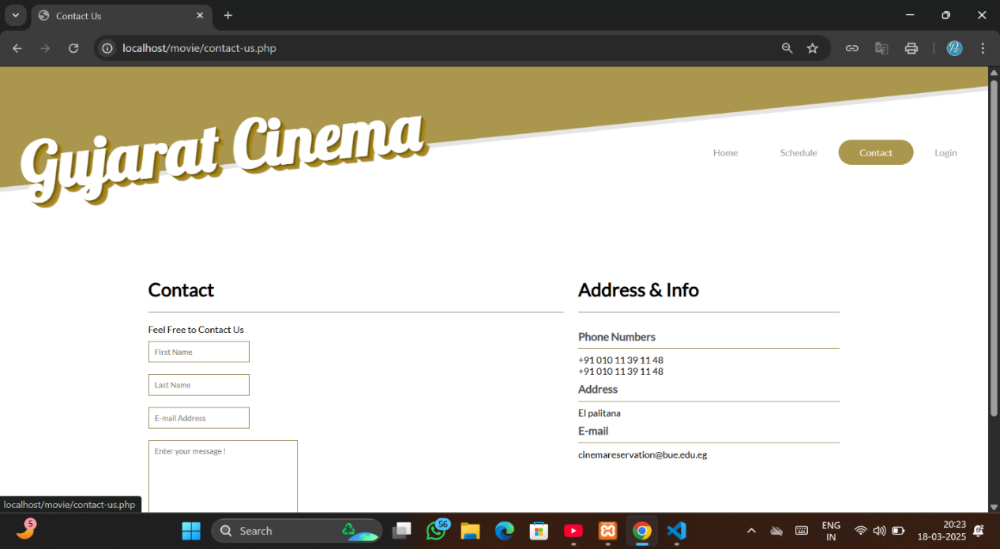 Contact Us
localhost/movie/contact-us.php
Gujarat Cinema
Home
Schedule
Contact
Login
Contact
Feel Free to Contact Us
First Name
Last Name
E-mail Address
Enter your message !
Address & Info
Phone Numbers
+91 010 11 39 11 48
+91 010 11 39 11 48
Address
El palitana
E-mail
cinemareservation@bue.edu.eg
localhost/movie/contact-us.php
5
Search
56
ENG
IN
20:23
18-03-2025